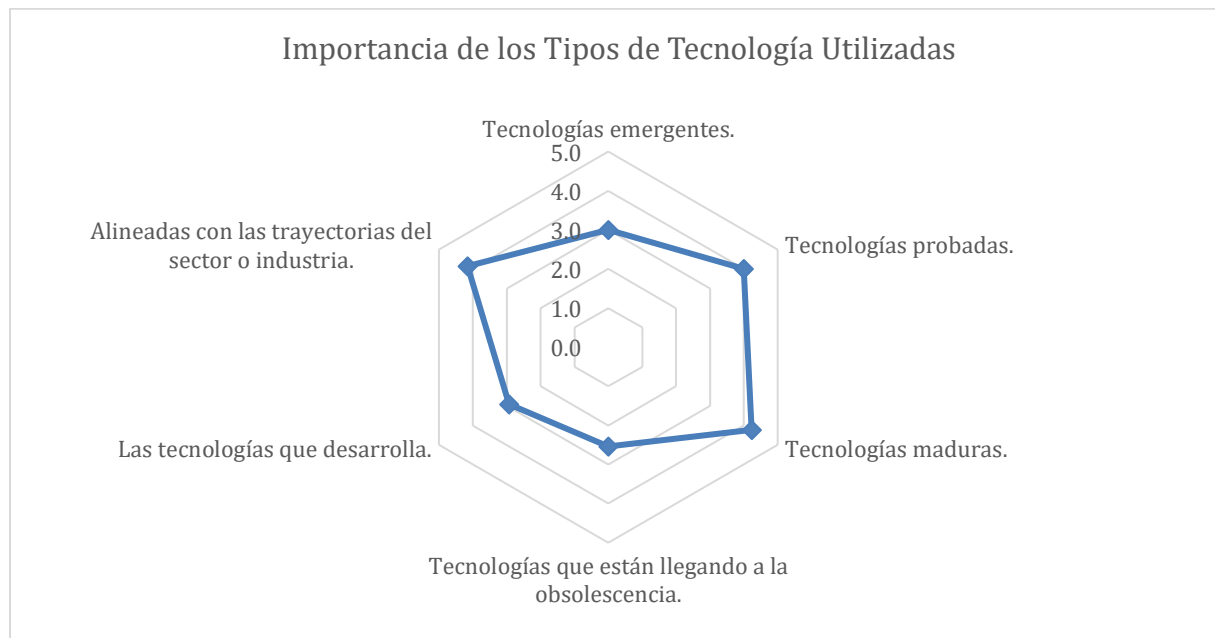 Importancia de los Tipos de Tecnología Utilizadas
Tecnologías emergentes.
5.0
4.0
3.0
2.0
1.0
0.0
Alineadas con las trayectorias del
sector o industria.
Tecnologías probadas.
Las tecnologías que desarrolla.
Tecnologías maduras.
Tecnologías que están llegando a la
obsolescencia.